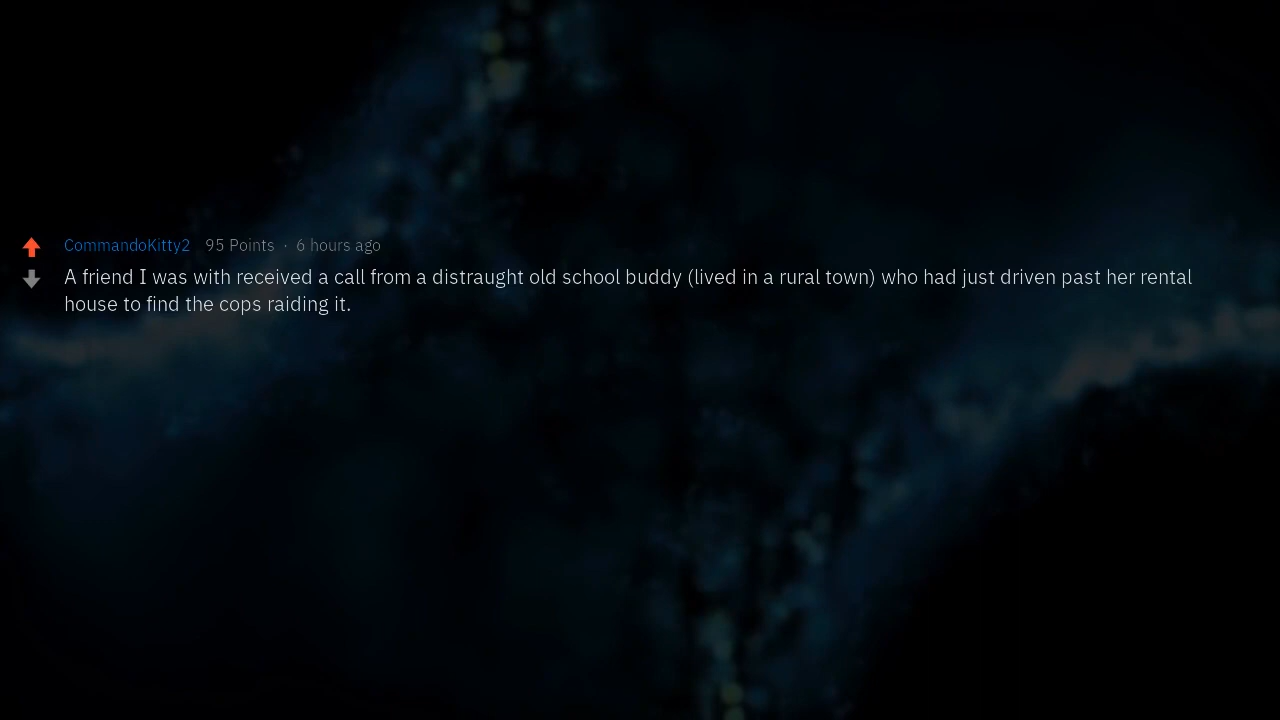 CommandoKitty2 95 Points · 6 hours ago
A friend I was with received a call from a distraught old school buddy (lived in a rural town) who had just driven past her rental
house to find the cops raiding it.